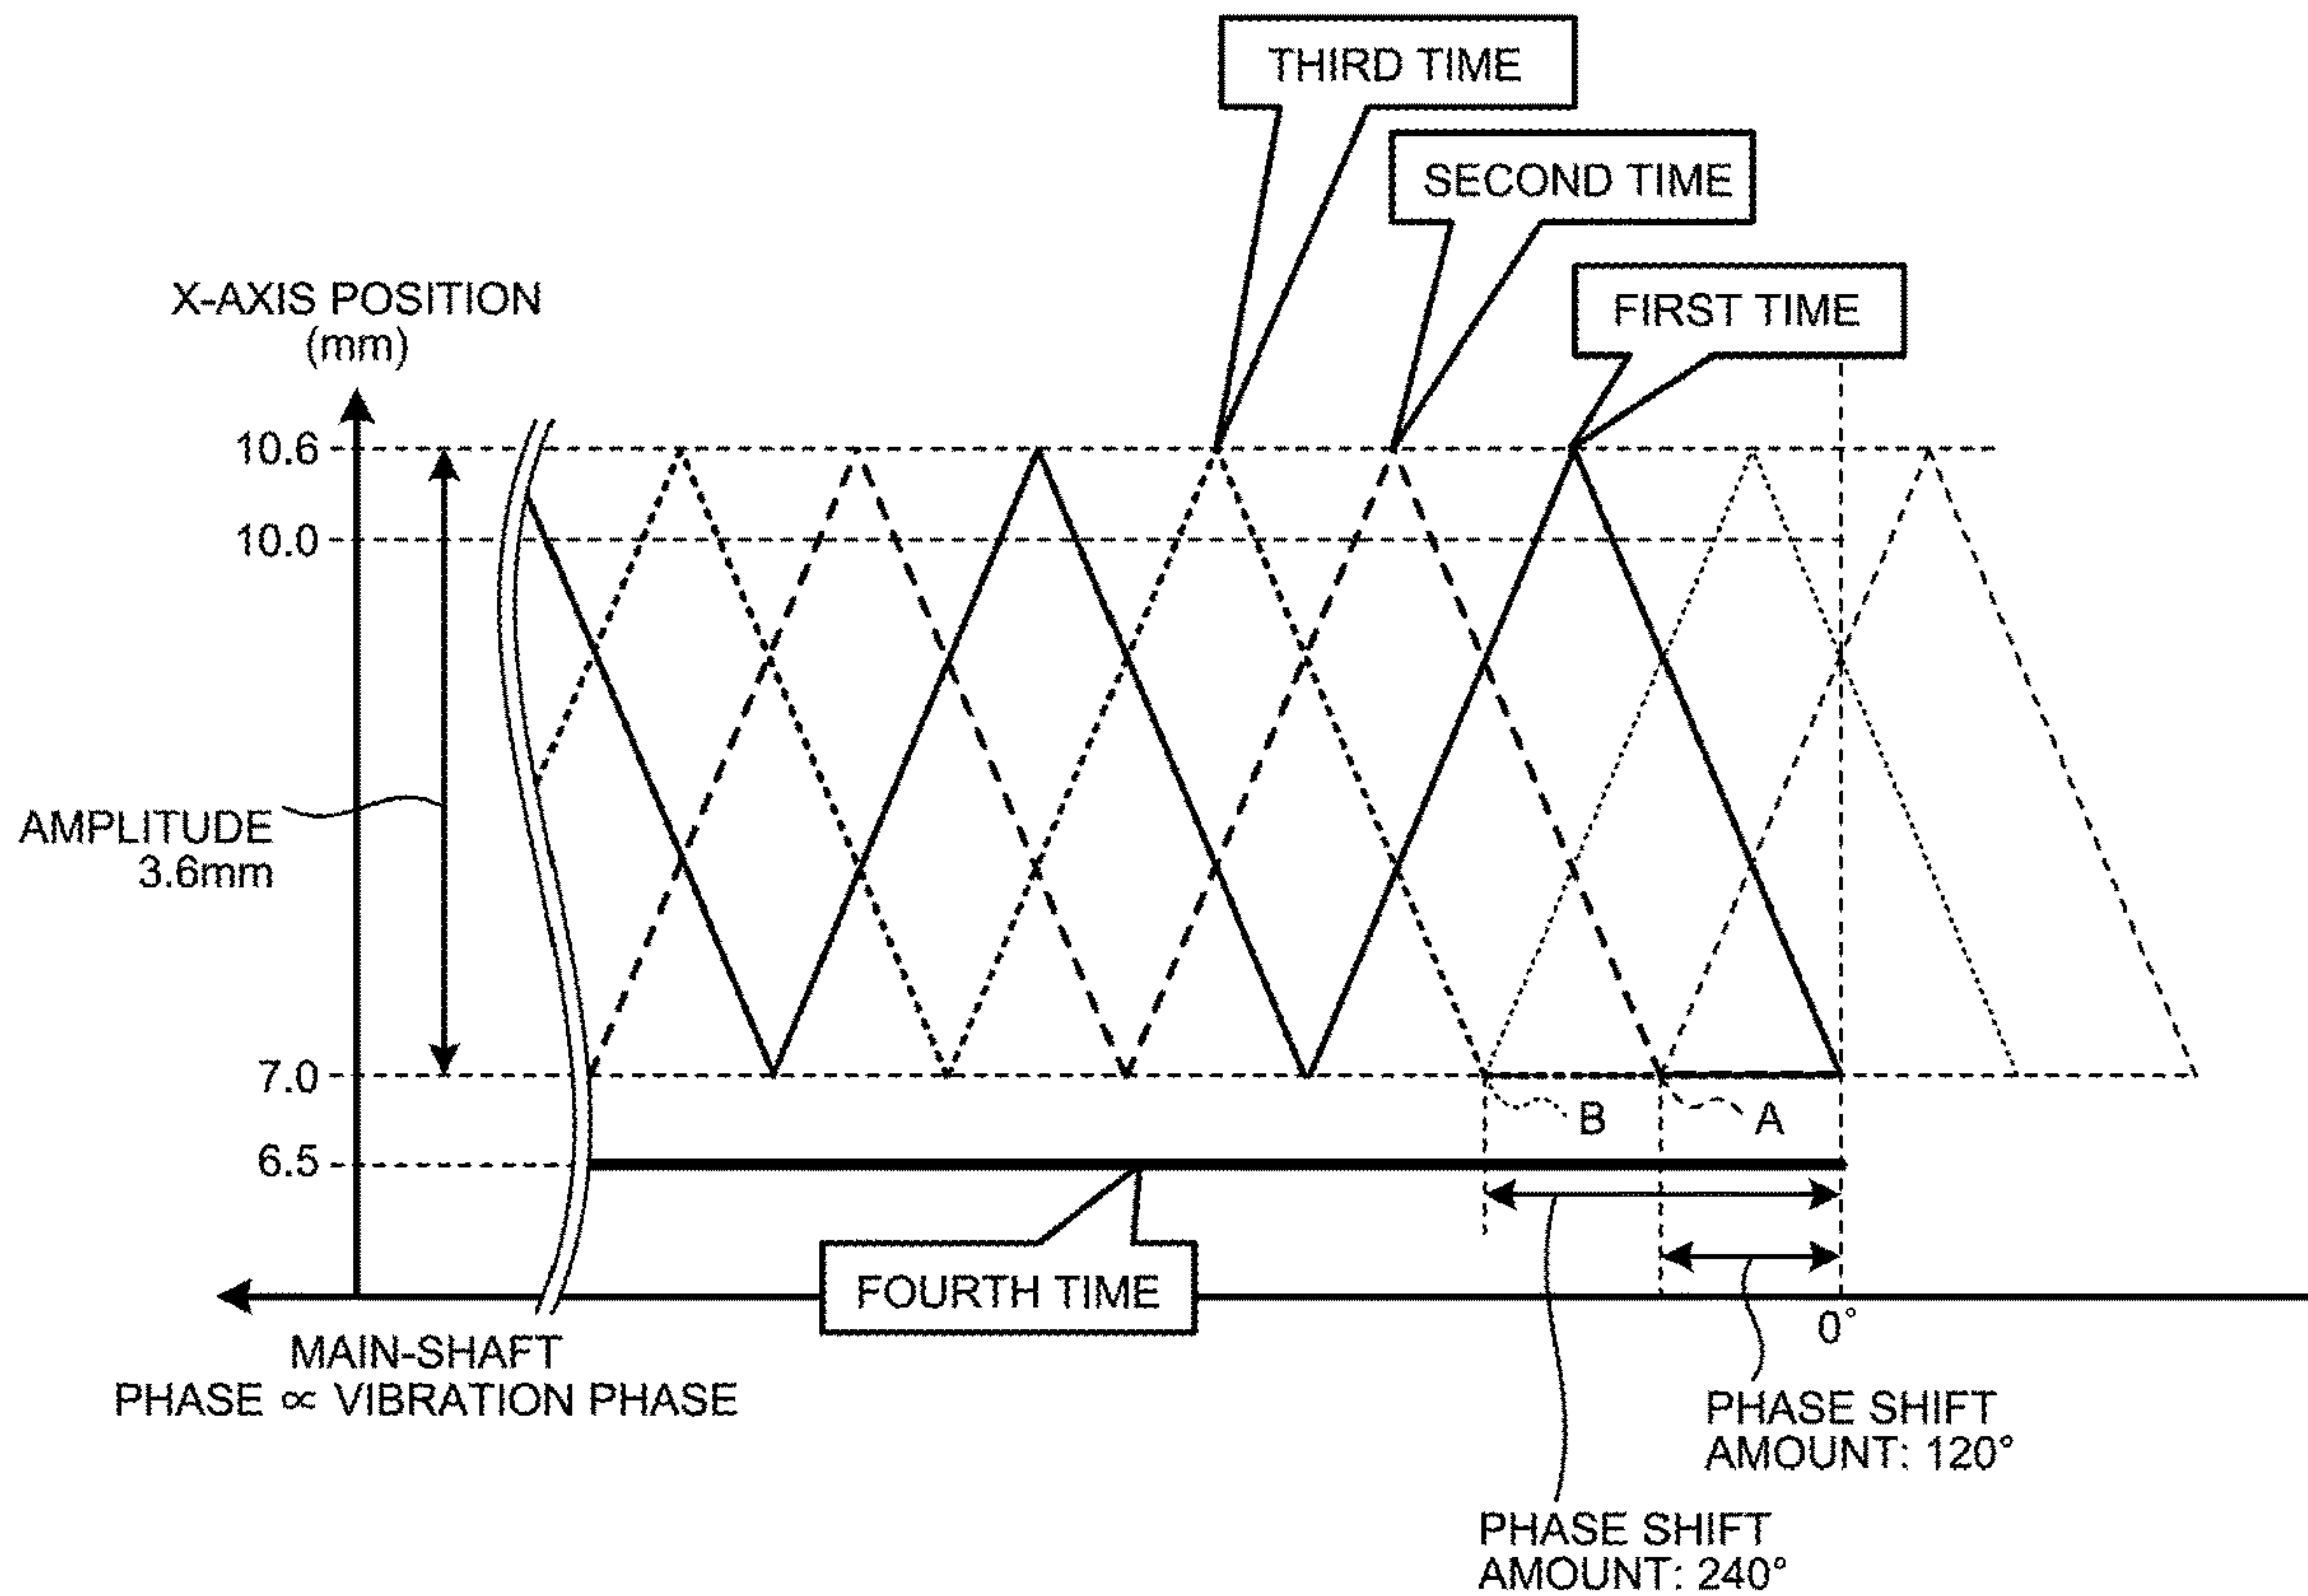 THIRD TIME
SECOND TIME
FIRST TIME
X-AXIS POSITION
(mm)
10.6
10.0
AMPLITUDE
3.6mm
7.0
B
A
6.5
FOURTH TIME
0°
MAIN-SHAFT
PHASE ∝ VIBRATION PHASE
PHASE SHIFT
AMOUNT: 120°
PHASE SHIFT
AMOUNT: 240°